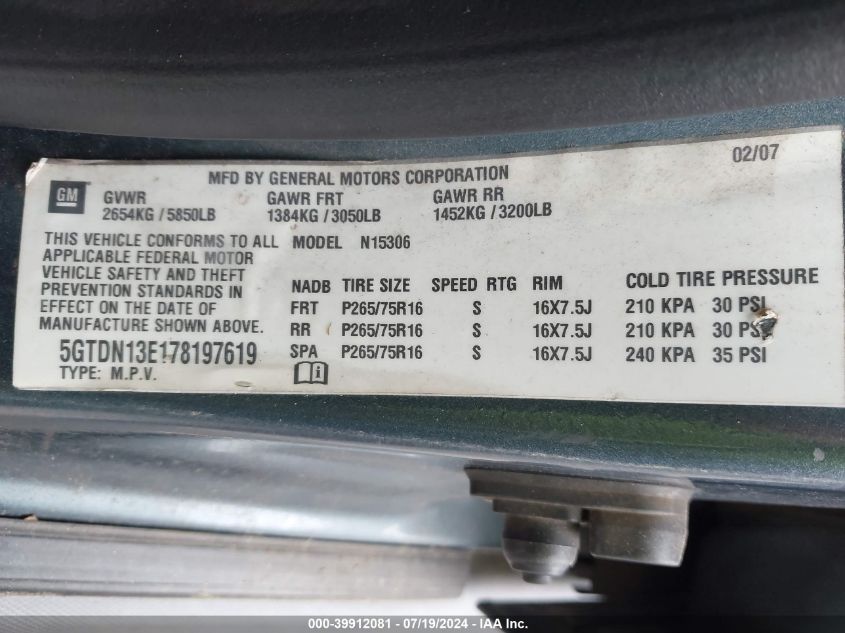 02/07
MFD BY GENERAL MOTORS CORPORATION
GM
GVWR GAWR FRT GAWR RR
2654KG / 5850LB 1384KG / 3050LB 1452KG / 3200LB
THIS VEHICLE CONFORMS TO ALL
APPLICABLE FEDERAL MOTOR
VEHICLE SAFETY AND THEFT
PREVENTION STANDARDS IN
EFFECT ON THE DATE OF
MANUFACTURE SHOWN ABOVE.
5GTDN13E178197619
TYPE: M.P.V.
MODEL N15306
NADB TIRE SIZE SPEED RTG RIM COLD TIRE PRESSURE
FRT P265/75R16 S 16X7.5J 210 KPA 30 PSI
RR P265/75R16 S 16X7.5J 210 KPA 30 PSI
SPA P265/75R16 S 16X7.5J 240 KPA 35 PSI
000-39912081 - 07/19/2024 - IAA Inc.